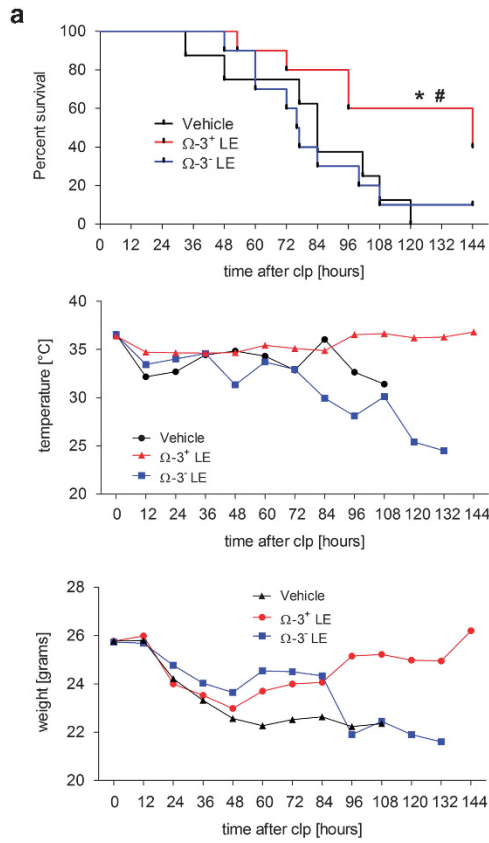 a
100
80
60
40
20
0
Percent survival
* #
Vehicle
Ω-3⁺ LE
Ω-3⁻ LE
0 12 24 36 48 60 72 84 96 108 120 132 144
time after clp [hours]
40
35
30
25
20
temperature [°C]
Vehicle
Ω-3⁺ LE
Ω-3⁻ LE
0 12 24 36 48 60 72 84 96 108 120 132 144
time after clp [hours]
28
26
24
22
20
weight [grams]
Vehicle
Ω-3⁺ LE
Ω-3⁻ LE
0 12 24 36 48 60 72 84 96 108 120 132 144
time after clp [hours]